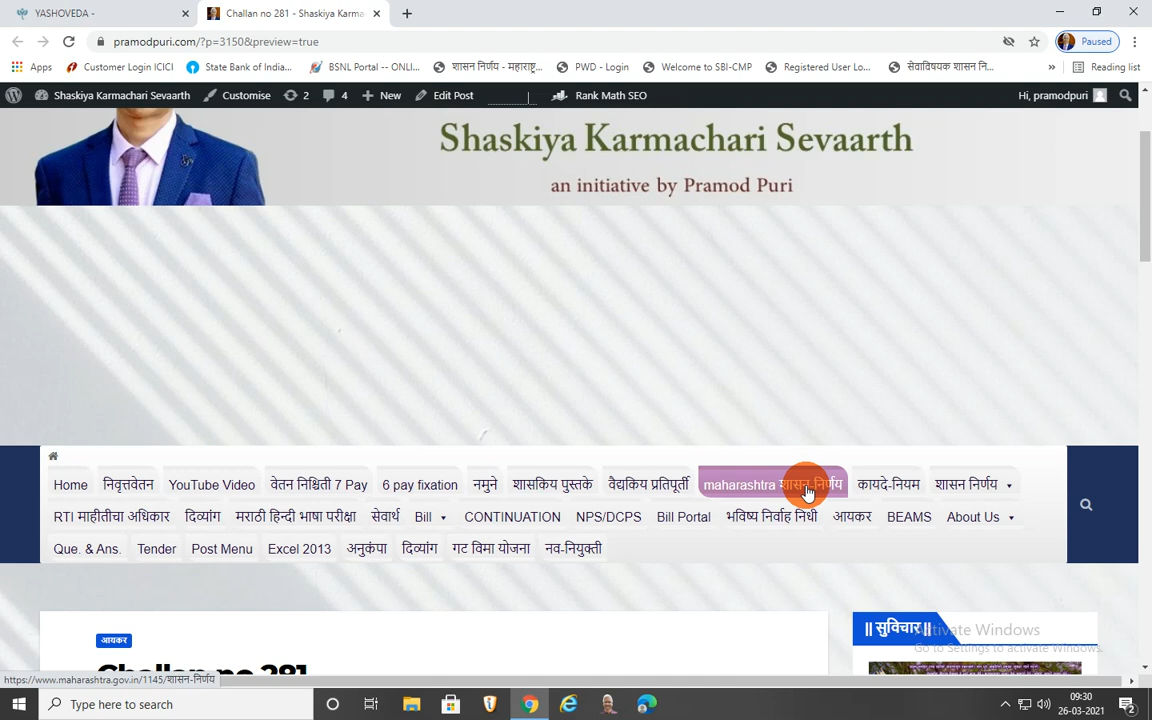 YASHOVEDA -
Challan no 281 - Shaskiya Karma
pramodpuri.com/?p=3150&preview=true
Paused
Apps Customer Login ICICI State Bank of India... BSNL Portal -- ONLI... शासन निर्णय - महाराष्ट्र... PWD - Login Welcome to SBI-CMP Registered User Lo... सेवाविषयक शासन नि... » Reading list
Shaskiya Karmachari Sevaarth Customise 2 4 New Edit Post Rank Math SEO Hi, pramodpuri
Shaskiya Karmachari Sevaarth
an initiative by Pramod Puri
Home निवृत्तवेतन YouTube Video वेतन निश्चिती 7 Pay 6 pay fixation नमुने शासकिय पुस्तके वैद्यकिय प्रतिपूर्ती maharashtra शासन-निर्णय कायदे-नियम शासन निर्णय
RTI माहीतीचा अधिकार दिव्यांग मराठी हिन्दी भाषा परीक्षा सेवार्थ Bill CONTINUATION NPS/DCPS Bill Portal भविष्य निर्वाह निधी आयकर BEAMS About Us
Que. & Ans. Tender Post Menu Excel 2013 अनुकंपा दिव्यांग गट विमा योजना नव-नियुक्ती
आयकर
Challan no 281
|| सुविचार ||
Activate Windows
Go to Settings to activate Windows.
https://www.maharashtra.gov.in/1145/शासन-निर्णय
Type here to search
09:30
26-03-2021
2